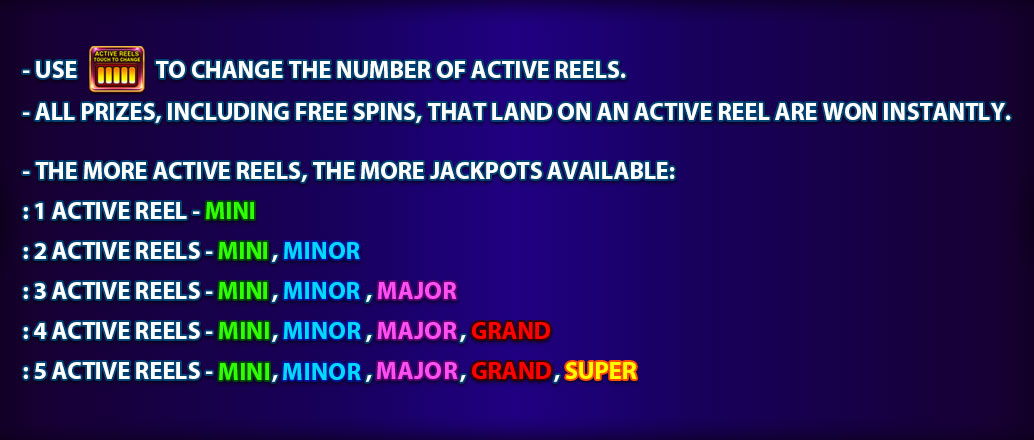 - USE ACTIVE REELS TOUCH TO CHANGE TO CHANGE THE NUMBER OF ACTIVE REELS.
- ALL PRIZES, INCLUDING FREE SPINS, THAT LAND ON AN ACTIVE REEL ARE WON INSTANTLY.
- THE MORE ACTIVE REELS, THE MORE JACKPOTS AVAILABLE:
: 1 ACTIVE REEL - MINI
: 2 ACTIVE REELS - MINI, MINOR
: 3 ACTIVE REELS - MINI, MINOR , MAJOR
: 4 ACTIVE REELS - MINI, MINOR , MAJOR, GRAND
: 5 ACTIVE REELS - MINI, MINOR , MAJOR, GRAND, SUPER